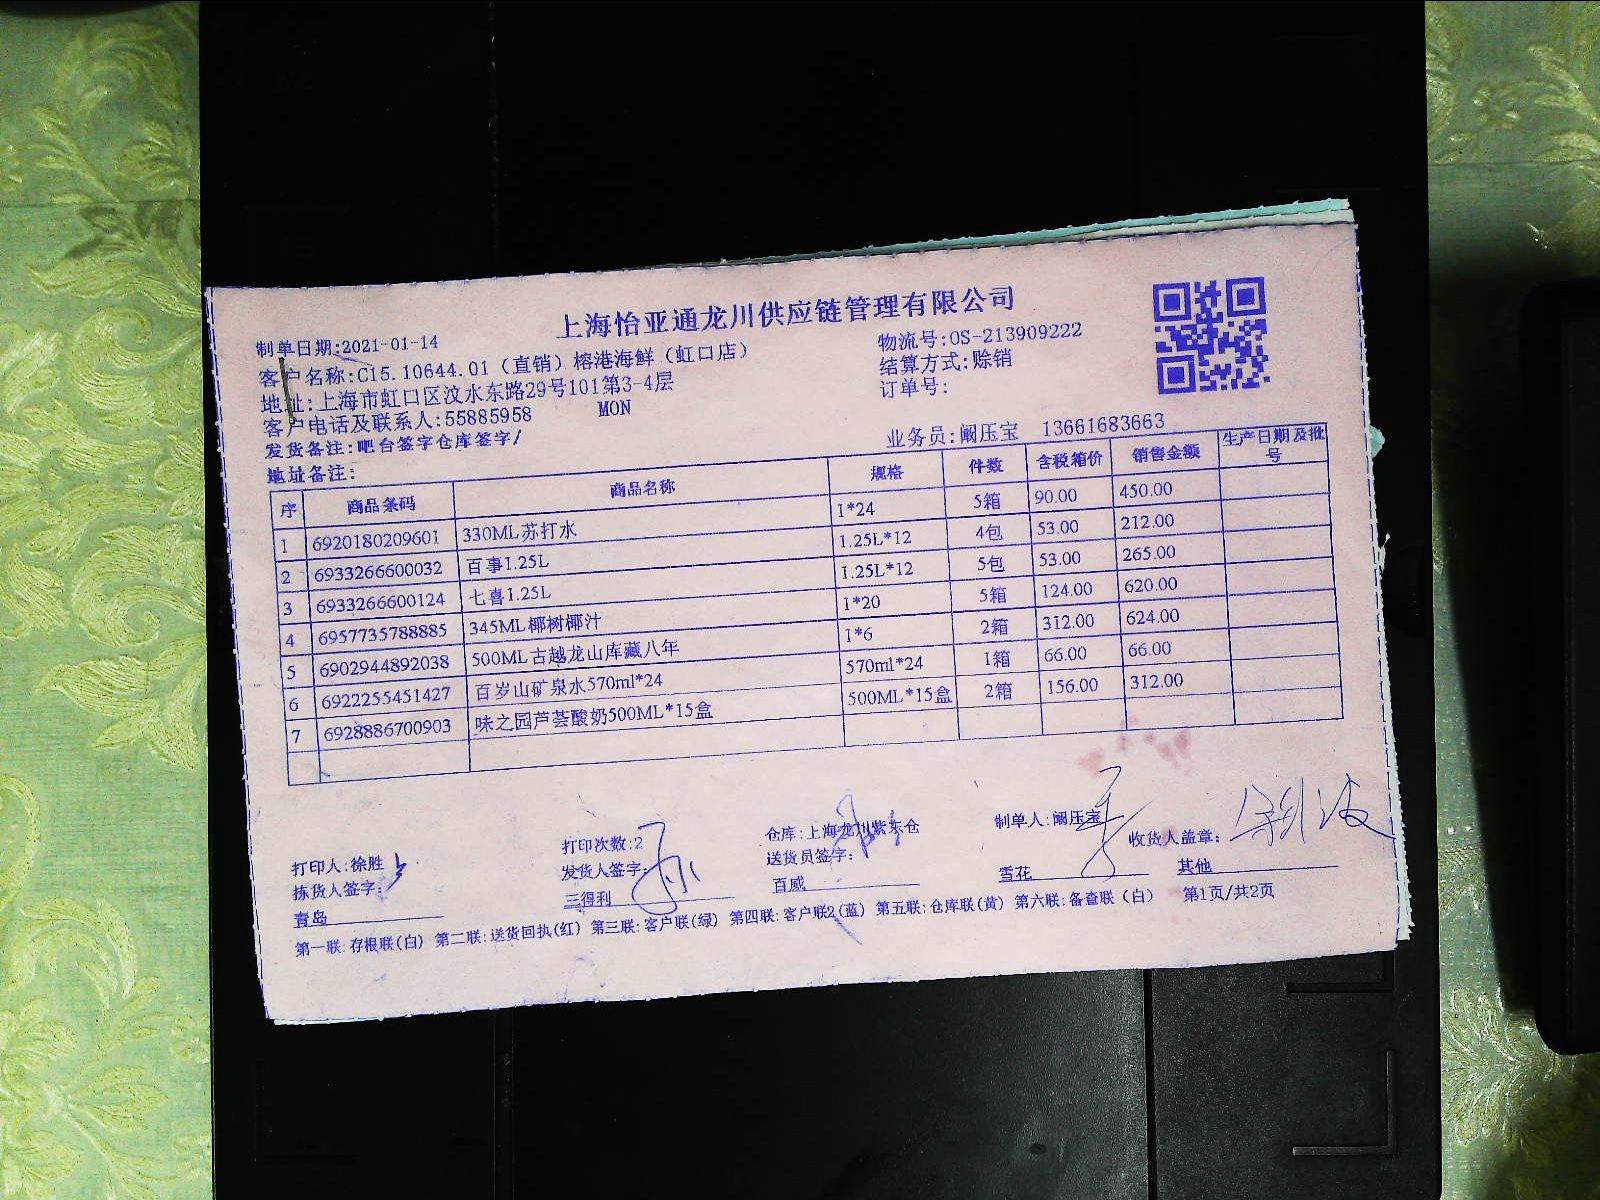 上海怡亚通龙川供应链管理有限公司
制单日期:2021-01-14 物流号:OS-213909222
客户名称:C15.10644.01（直销）榕港海鲜（虹口店） 结算方式:赊销
地址:上海市虹口区汶水东路29号101第3-4层 订单号:
客户电话及联系人:55885958 MON
发货备注:吧台签字仓库签字/ 业务员:阚压宝 13661683663
地址备注:
序 商品条码 商品名称 规格 件数 含税箱价 销售金额 生产日期及批号
1 6920180209601 330ML苏打水 1*24 5箱 90.00 450.00
2 6933266600032 百事1.25L 1.25L*12 4包 53.00 212.00
3 6933266600124 七喜1.25L 1.25L*12 5包 53.00 265.00
4 6957735788885 345ML椰树椰汁 1*20 5箱 124.00 620.00
5 6902944892038 500ML古越龙山库藏八年 1*6 2箱 312.00 624.00
6 6922255451427 百岁山矿泉水570ml*24 570ml*24 1箱 66.00 66.00
7 6928886700903 味之园芦荟酸奶500ML*15盒 500ML*15盒 2箱 156.00 312.00
打印人:徐胜 打印次数:2 仓库:上海龙川紫东仓 制单人:阚压宝
拣货人签字: 发货人签字: 送货员签字: 收货人盖章:
青岛 三得利 百威 雪花 其他
第一联:存根联(白) 第二联:送货回执(红) 第三联:客户联(绿) 第四联:客户联2(蓝) 第五联:仓库联(黄) 第六联:备查联(白) 第1页/共2页